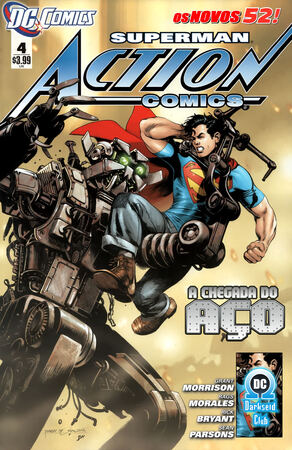 DC COMICS
OS NOVOS 52!
4
$3.99
SUPERMAN
ACTION
COMICS
A CHEGADA DO
AÇO
GRANT
MORRISON
RAGS
MORALES
RICK
BRYANT
SEAN
PARSONS
DC
Darkseid
Club